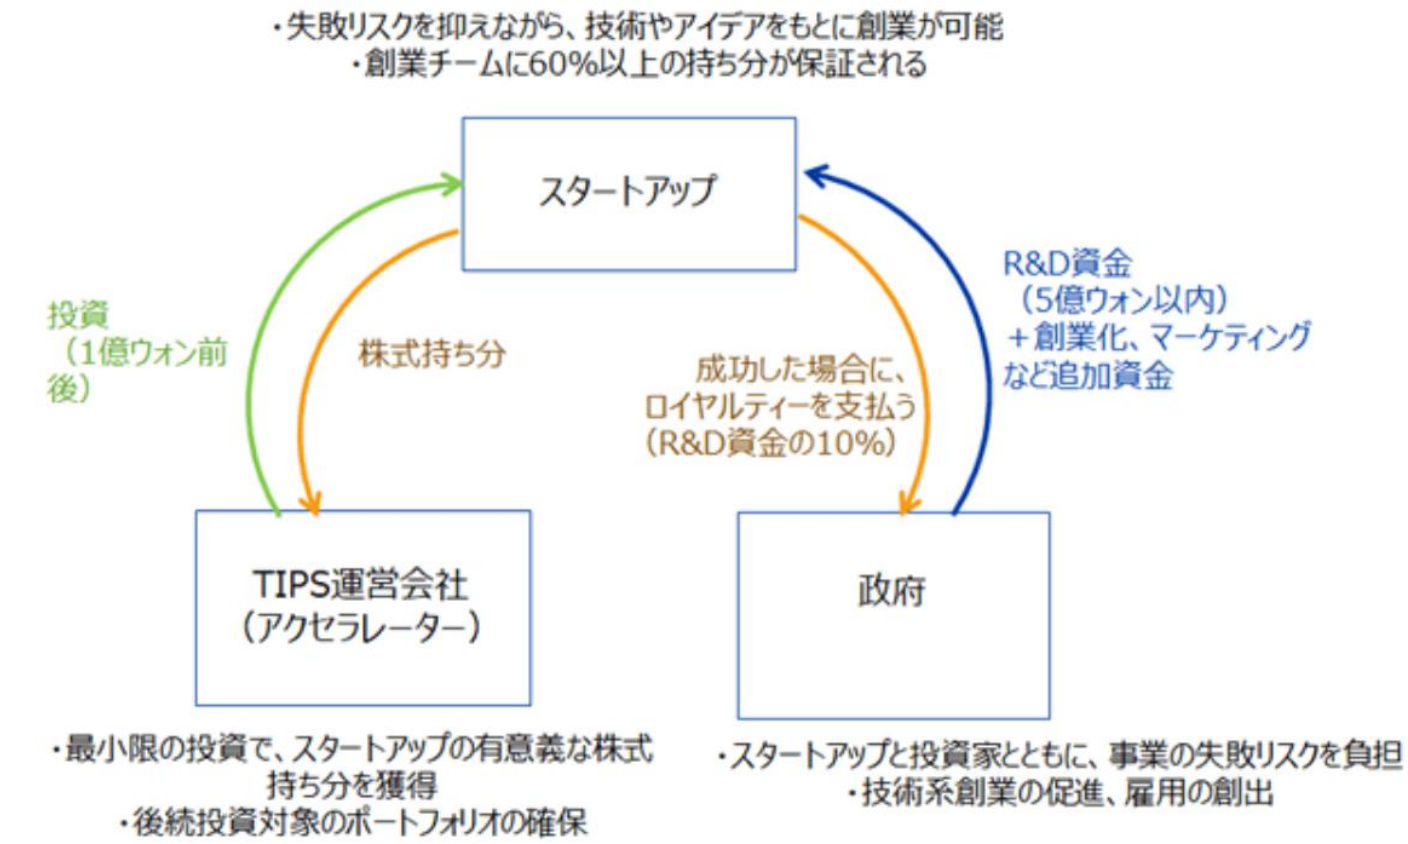 ・失敗リスクを抑えながら、技術やアイデアをもとに創業が可能
・創業チームに60%以上の持ち分が保証される
スタートアップ
投資
（1億ウォン前
後）
株式持ち分
成功した場合に、
ロイヤルティーを支払う
（R&D資金の10%）
R&D資金
（5億ウォン以内）
＋創業化、マーケティング
など追加資金
TIPS運営会社
（アクセラレーター）
政府
・最小限の投資で、スタートアップの有意義な株式
持ち分を獲得
・後続投資対象のポートフォリオの確保
・スタートアップと投資家とともに、事業の失敗リスクを負担
・技術系創業の促進、雇用の創出